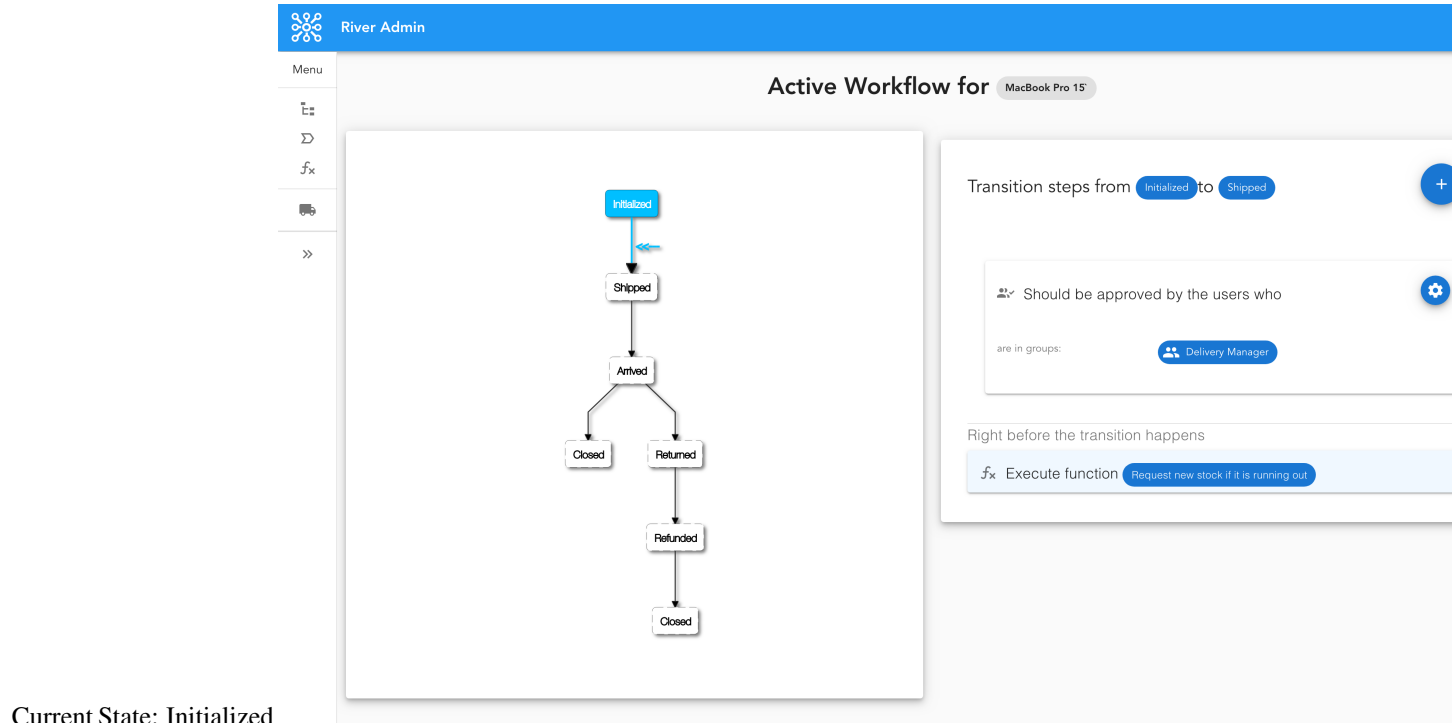 River Admin
Menu
Active Workflow for MacBook Pro 15`
Initialized
Shipped
Arrived
Closed Returned
Refunded
Closed
Transition steps from Initialized to Shipped
Should be approved by the users who
are in groups: Delivery Manager
Right before the transition happens
fx Execute function Request new stock if it is running out
Current State: Initialized